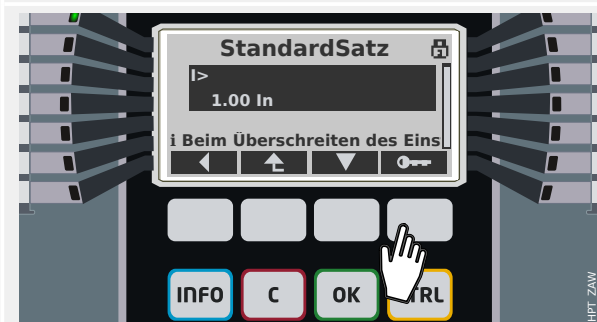 StandardSatz
I>
1.00 In
i Beim Überschreiten des Eins
INFO
C
OK
TRL
HPT ZAW